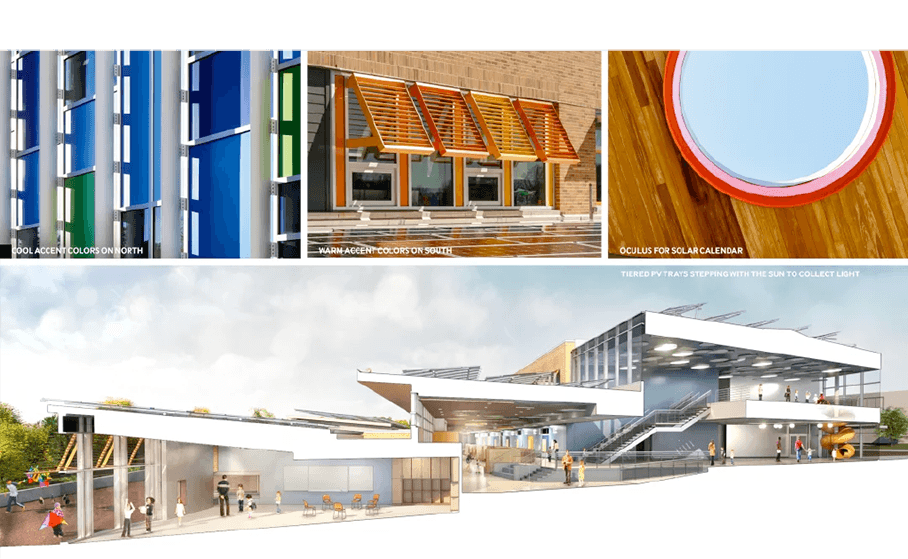 COOL ACCENT COLORS ON NORTH
WARM ACCENT COLORS ON SOUTH
OCULUS FOR SOLAR CALENDAR
TIERED PV TRAYS STEPPING WITH THE SUN TO COLLECT LIGHT